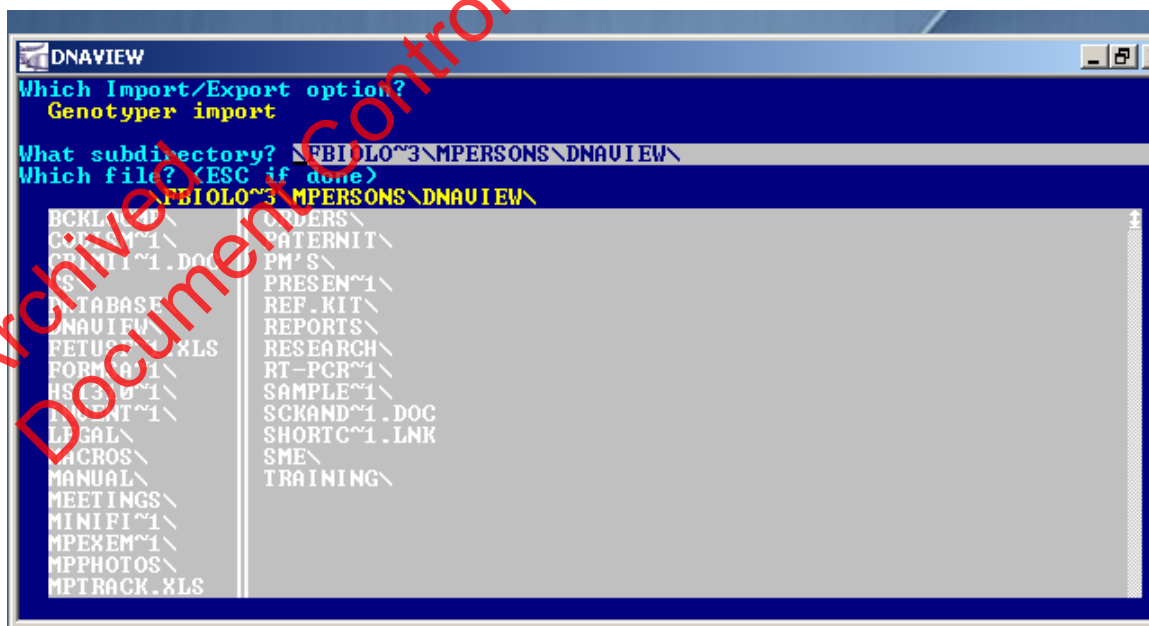 DNAVIEW
Which Import/Export option?
Genotyper import
What subdirectory? \FBIOLO~3\MPERSONS\DNAVIEW\
Which file? (ESC if done)
\FBIOLO~3\MPERSONS\DNAVIEW\
ORDERS\
PATERNIT\
PM'S\
PRESEN~1\
DATABASE\ REF.KIT\
DNAVIEW\ REPORTS\
RESEARCH\
RT-PCR~1\
SAMPLE~1\
SCKAND~1.DOC
LEGAL\ SHORTC~1.LNK
MACROS\ SME\
MANUAL\ TRAINING\
MEETINGS\
MINIFI~1\
MPEXEM~1\
MPPHOTOS\
MPTRACK.XLS
Archived
Document Control